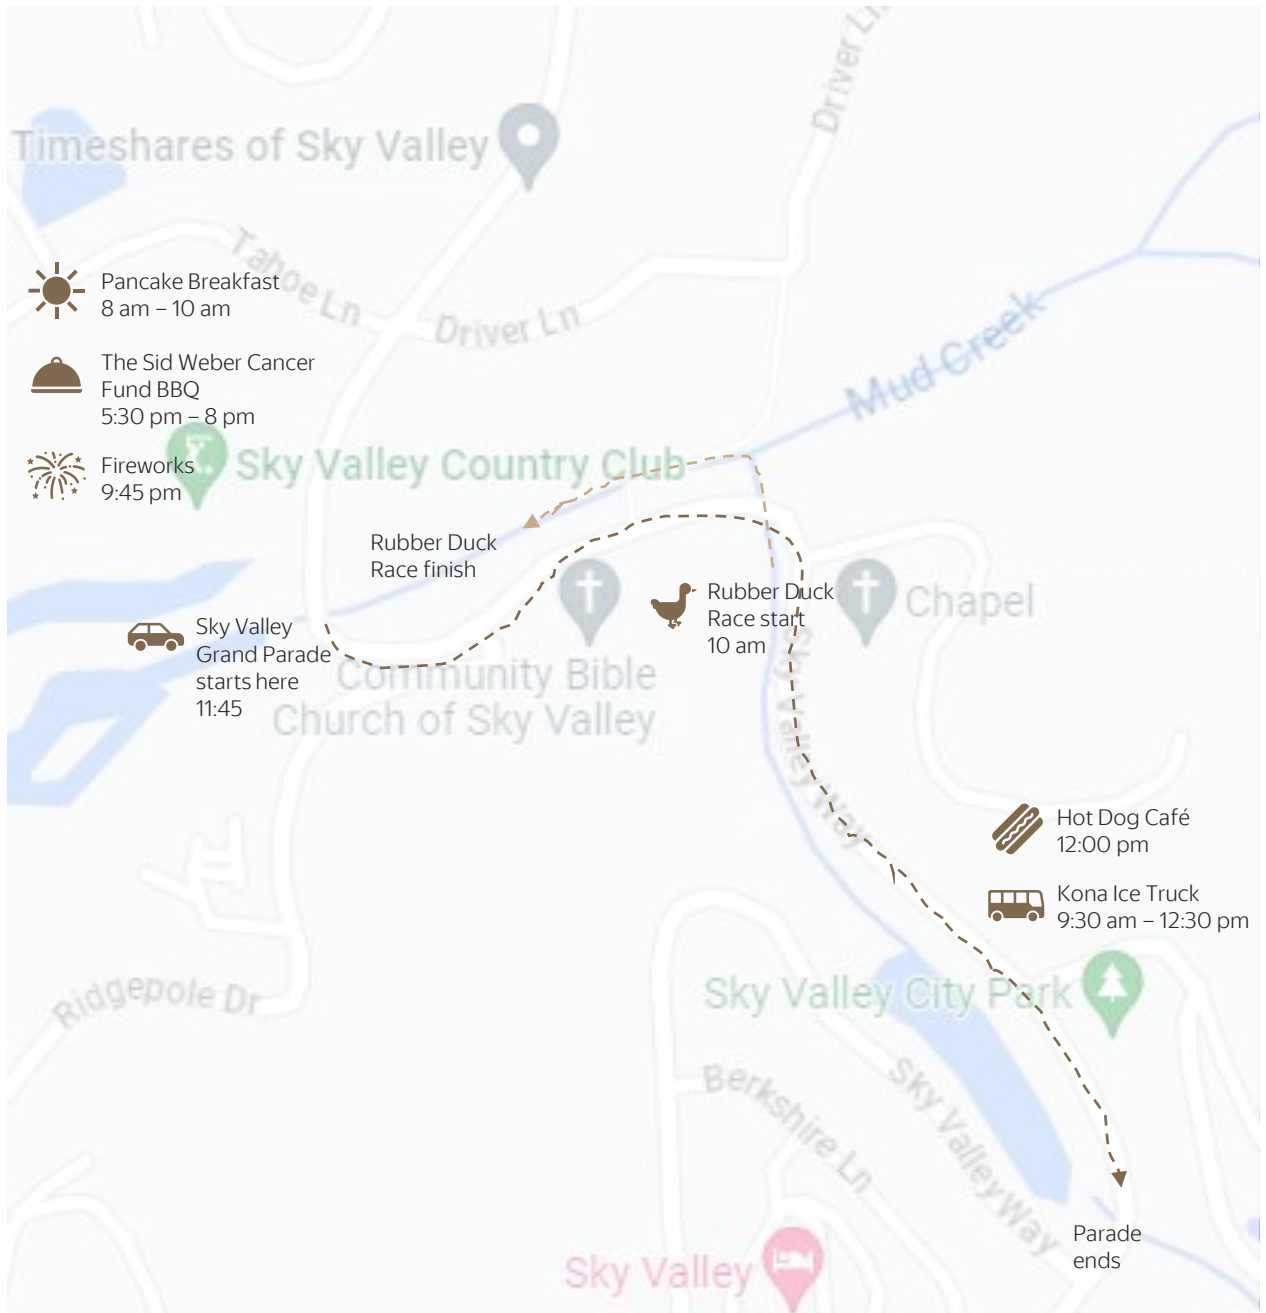 Driver Ln
Timeshares of Sky Valley
Tahoe Ln
Pancake Breakfast
8 am – 10 am
Driver Ln
Mud Creek
The Sid Weber Cancer
Fund BBQ
5:30 pm – 8 pm
Sky Valley Country Club
Fireworks
9:45 pm
Rubber Duck
Race finish
Rubber Duck
Race start
10 am
Chapel
Sky Valley
Grand Parade
starts here
11:45
Community Bible
Church of Sky Valley
Sky Valley Way
Hot Dog Café
12:00 pm
Kona Ice Truck
9:30 am – 12:30 pm
Ridgepole Dr
Sky Valley City Park
Berkshire Ln
Sky Valley Way
Parade
ends
Sky Valley